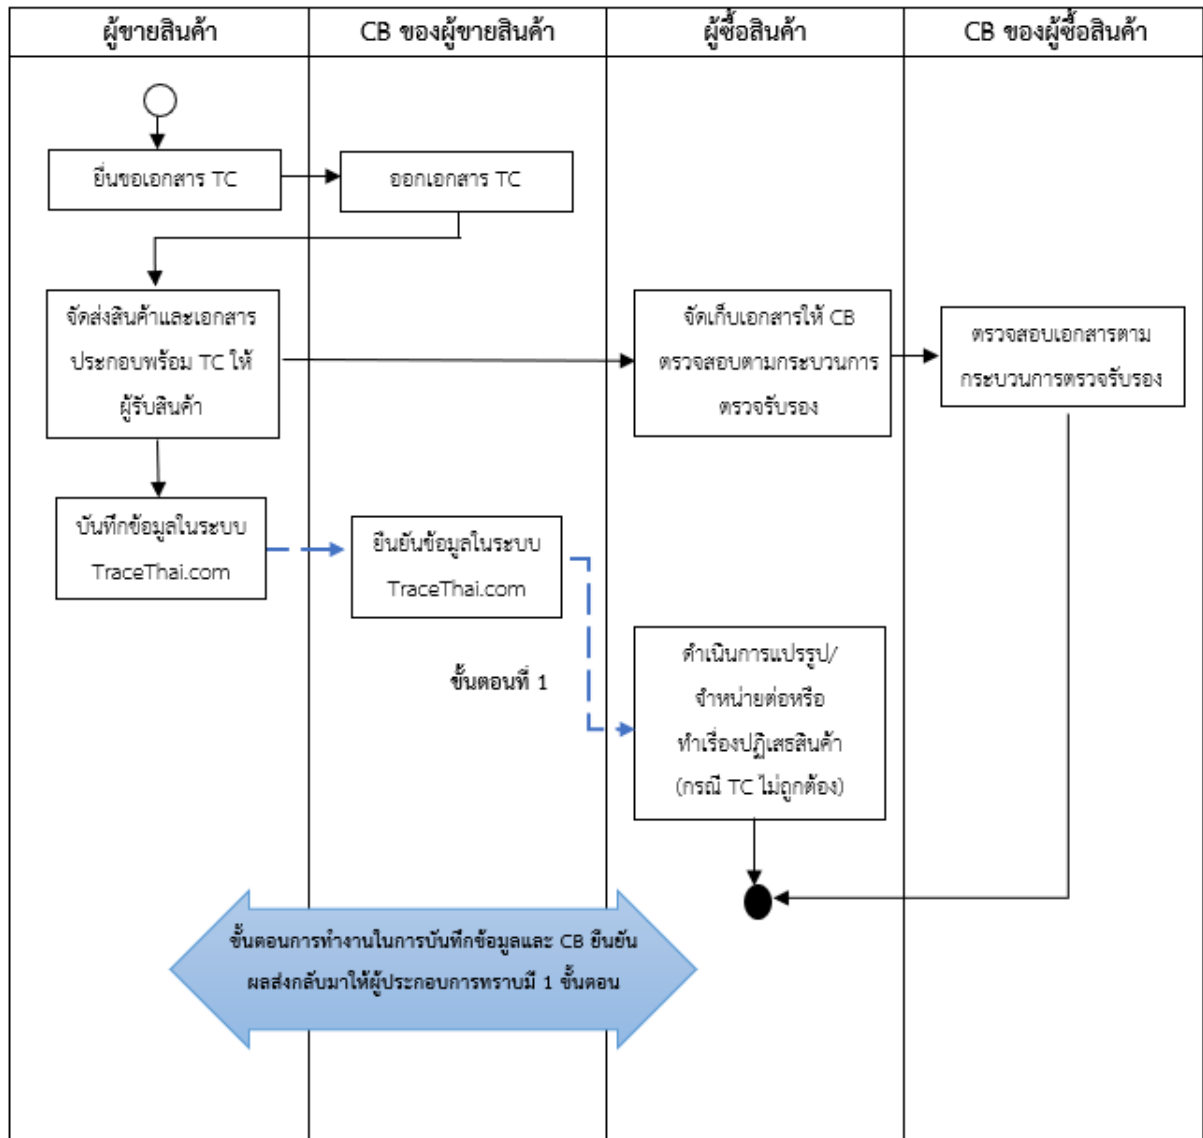 ผู้ขายสินค้า
CB ของผู้ขายสินค้า
ผู้ซื้อสินค้า
CB ของผู้ซื้อสินค้า
ยื่นขอเอกสาร TC
ออกเอกสาร TC
จัดส่งสินค้าและเอกสาร
ประกอบพร้อม TC ให้
ผู้รับสินค้า
จัดเก็บเอกสารให้ CB
ตรวจสอบตามกระบวนการ
ตรวจรับรอง
ตรวจสอบเอกสารตาม
กระบวนการตรวจรับรอง
บันทึกข้อมูลในระบบ
TraceThai.com
ยืนยันข้อมูลในระบบ
TraceThai.com
ขั้นตอนที่ 1
ดำเนินการแปรรูป/
จำหน่ายต่อหรือ
ทำเรื่องปฏิเสธสินค้า
(กรณี TC ไม่ถูกต้อง)
ขั้นตอนการทำงานในการบันทึกข้อมูลและ CB ยืนยัน
ผลส่งกลับมาให้ผู้ประกอบการทราบมี 1 ขั้นตอน